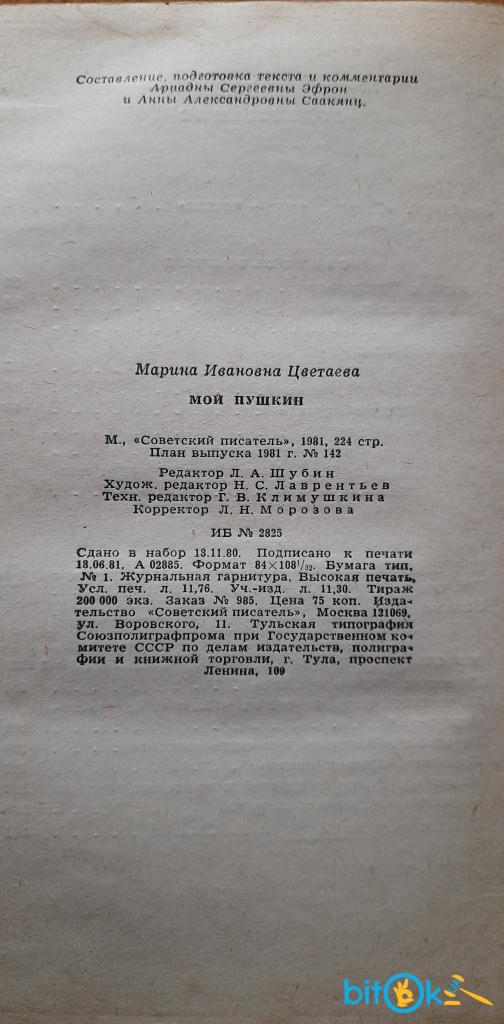 Составление, подготовка текста и комментарии
Ариадны Сергеевны Эфрон
и Анны Александровны Саакянц.
Марина Ивановна Цветаева
МОЙ ПУШКИН
М., «Советский писатель», 1981, 224 стр.
План выпуска 1981 г. № 142
Редактор Л. А. Шубин
Худож. редактор Н. С. Лаврентьев
Техн. редактор Г. В. Климушкина
Корректор Л. Н. Морозова
ИБ № 2825
Сдано в набор 13.11.80. Подписано к печати
18.06.81. А 02885. Формат 84×108¹/₃₂. Бумага тип.
№ 1. Журнальная гарнитура. Высокая печать.
Усл. печ. л. 11,76. Уч.-изд. л. 11,30. Тираж
200 000 экз. Заказ № 985. Цена 75 коп. Изда-
тельство «Советский писатель», Москва 121069,
ул. Воровского, 11. Тульская типография
Союзполиграфпрома при Государственном ко-
митете СССР по делам издательств, полигра-
фии и книжной торговли, г. Тула, проспект
Ленина, 109
bitOk